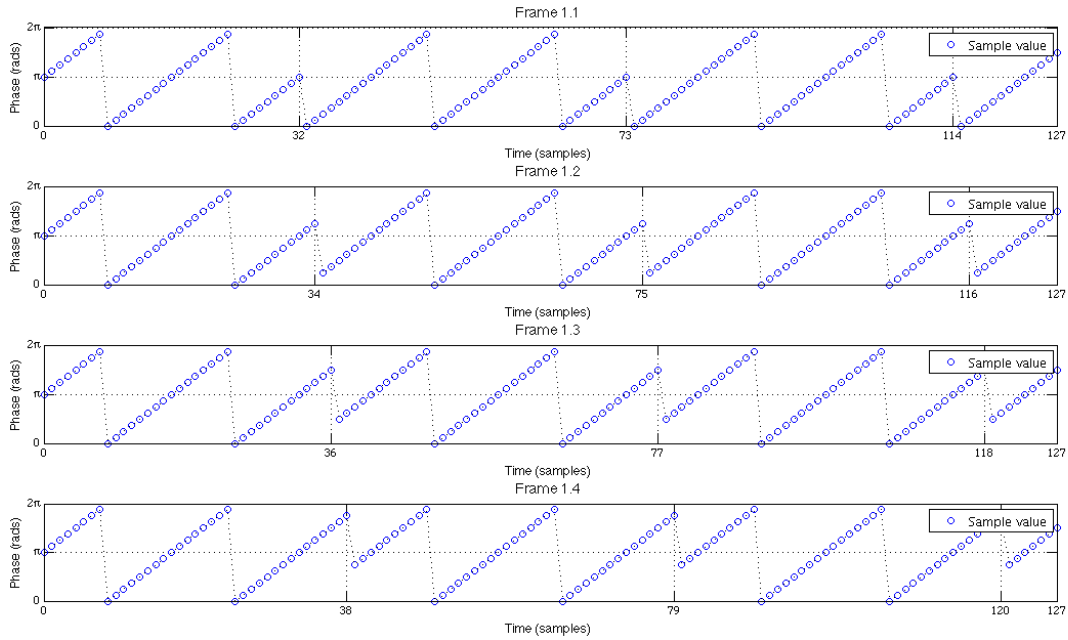 Frame 1.1
2π
π
0
Phase (rads)
Sample value
0 32 73 114 127
Time (samples)
Frame 1.2
2π
π
0
Phase (rads)
Sample value
0 34 75 116 127
Time (samples)
Frame 1.3
2π
π
0
Phase (rads)
Sample value
0 36 77 118 127
Time (samples)
Frame 1.4
2π
π
0
Phase (rads)
Sample value
0 38 79 120 127
Time (samples)